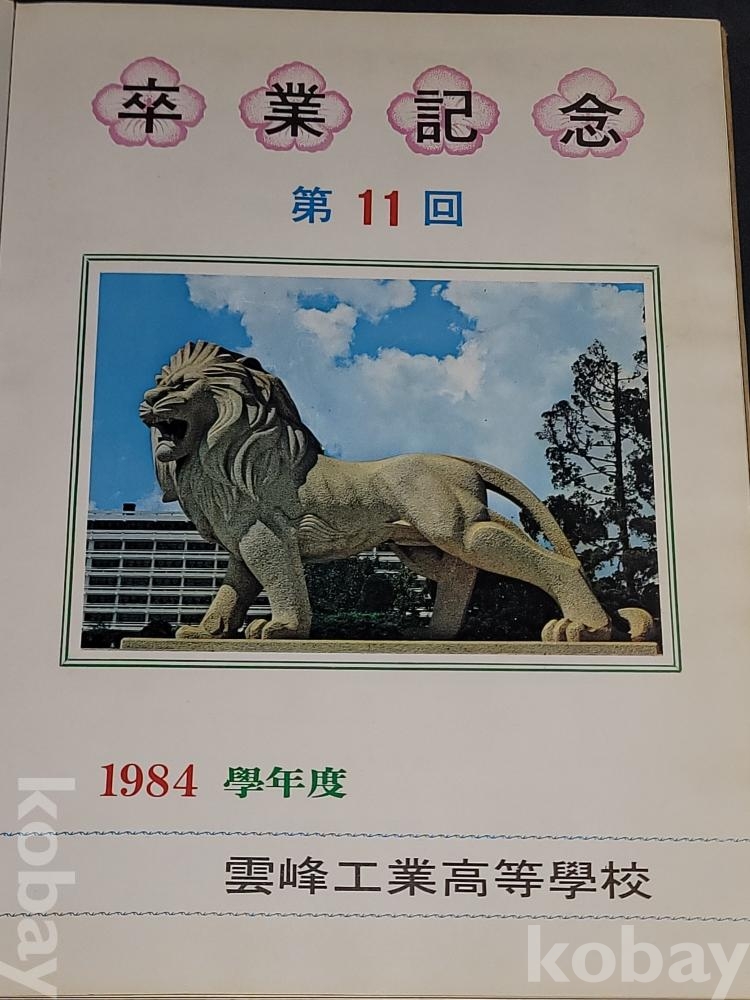 卒業記念
第 11 回
1984 學年度
雲峰工業高等學校
kobay
kobay